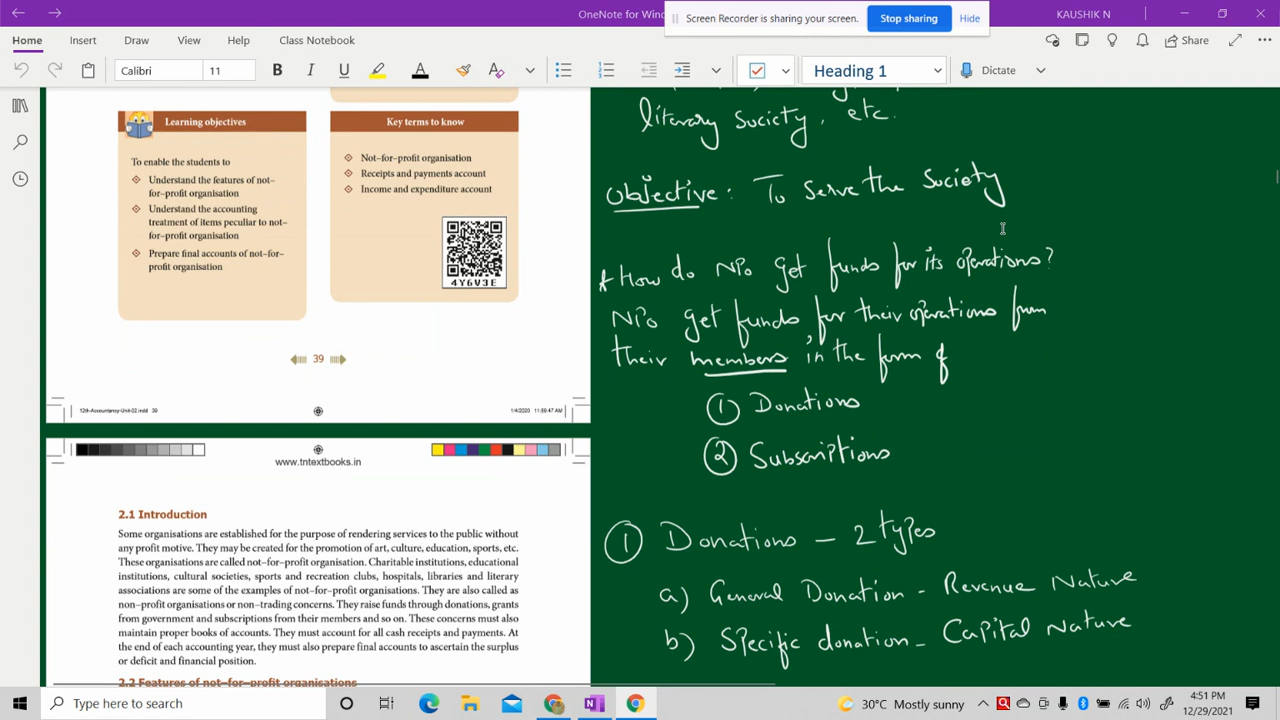 OneNote for Win
Screen Recorder is sharing your screen.
Stop sharing
Hide
KAUSHIK N
Home
Insert
Draw
View
Help
Class Notebook
Share
Calibri
11
B
I
U
A
Heading 1
Dictate
Learning objectives
To enable the students to
Understand the features of not–
for–profit organisation
Understand the accounting
treatment of items peculiar to not–
for–profit organisation
Prepare final accounts of not–for–
profit organisation
Key terms to know
Not–for–profit organisation
Receipts and payments account
Income and expenditure account
4Y6V3E
39
12th-Accountancy-Unit-02.indd 39
1/4/2020 11:59:47 AM
www.tntextbooks.in
2.1 Introduction
Some organisations are established for the purpose of rendering services to the public without
any profit motive. They may be created for the promotion of art, culture, education, sports, etc.
These organisations are called not–for–profit organisation. Charitable institutions, educational
institutions, cultural societies, sports and recreation clubs, hospitals, libraries and literary
associations are some of the examples of not–for–profit organisations. They are also called as
non–profit organisations or non–trading concerns. They raise funds through donations, grants
from government and subscriptions from their members and so on. These concerns must also
maintain proper books of accounts. They must account for all cash receipts and payments. At
the end of each accounting year, they must also prepare final accounts to ascertain the surplus
or deficit and financial position.
2.2 Features of not–for–profit organisations
literary Society, etc.
Objective: To Serve the Society
How do NPO get funds for its operations?
NPO get funds for their operations from
their members in the form of
① Donations
② Subscriptions
① Donations – 2 types
a) General Donation – Revenue Nature
b) Specific donation – Capital Nature
Type here to search
30°C Mostly sunny
4:51 PM
12/29/2021